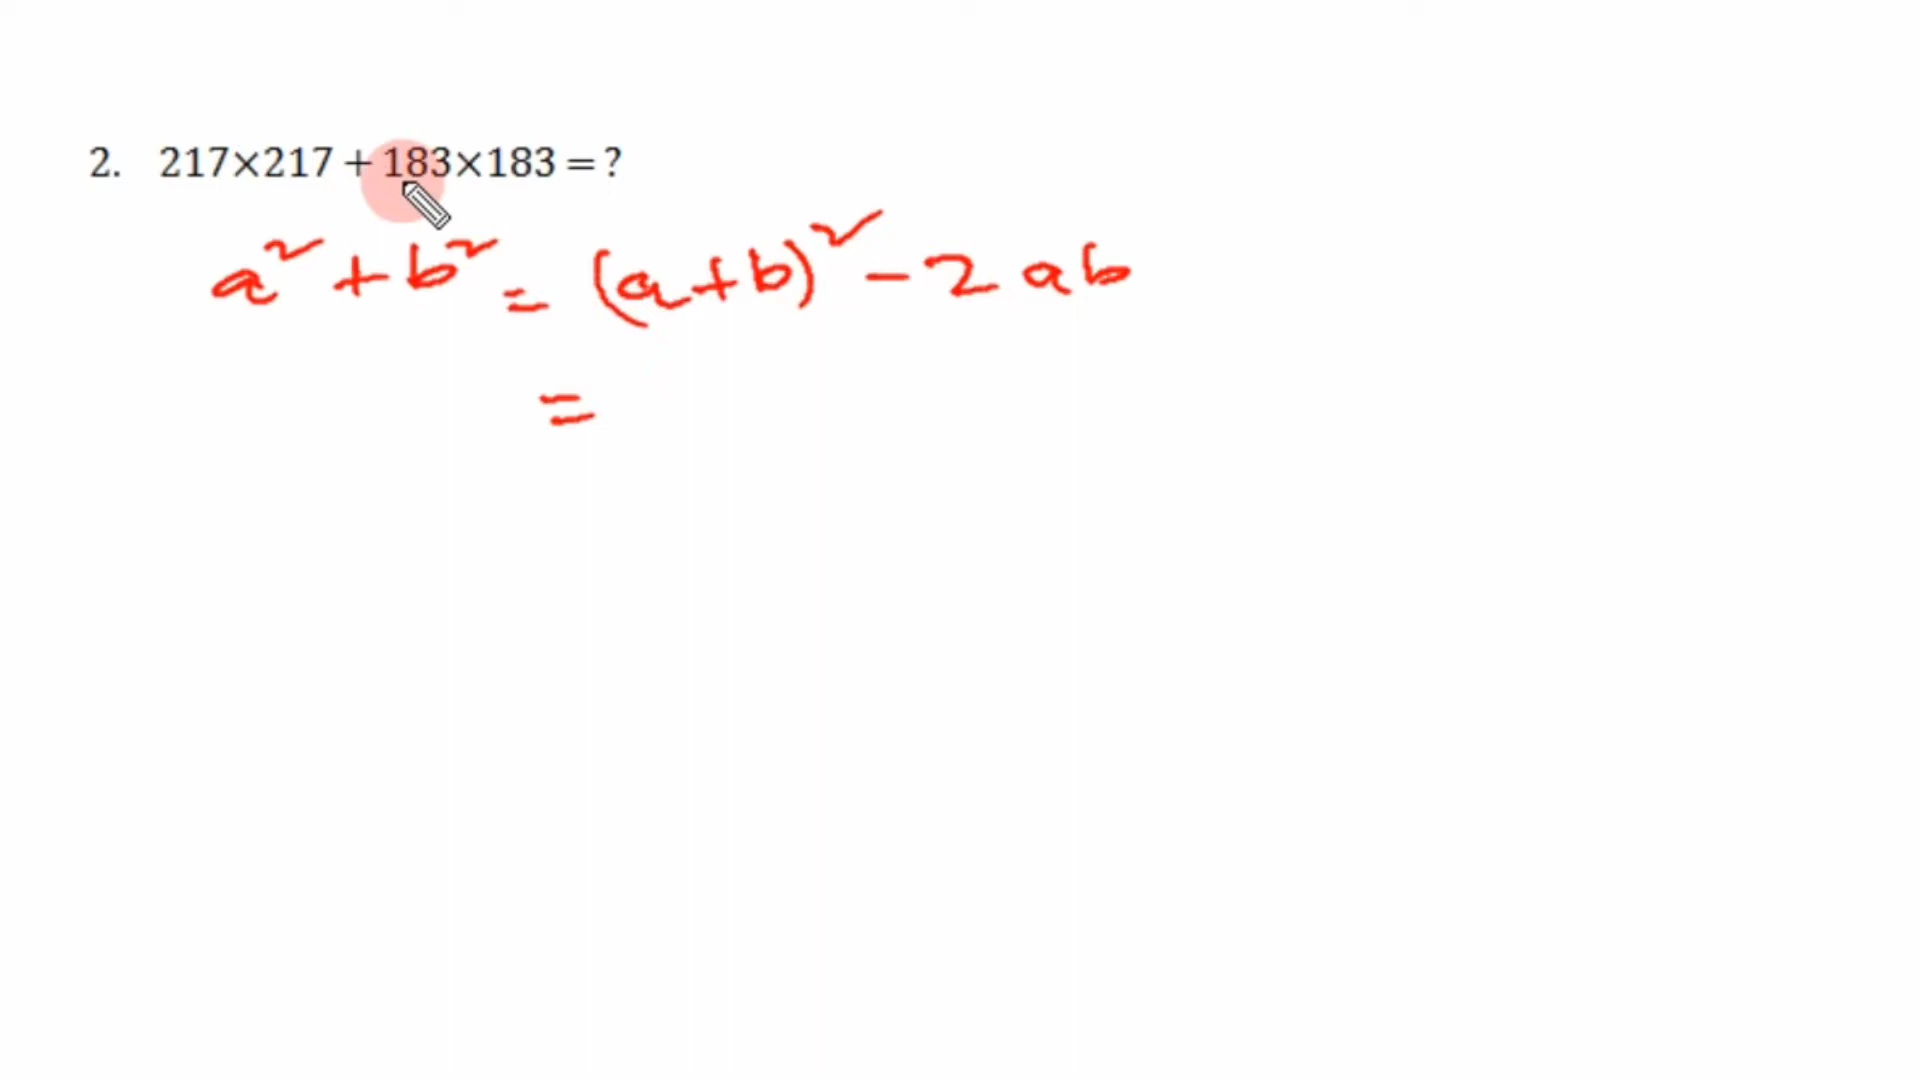 2. 217×217 + 183×183 = ?
a² + b² = (a+b)² - 2ab
=